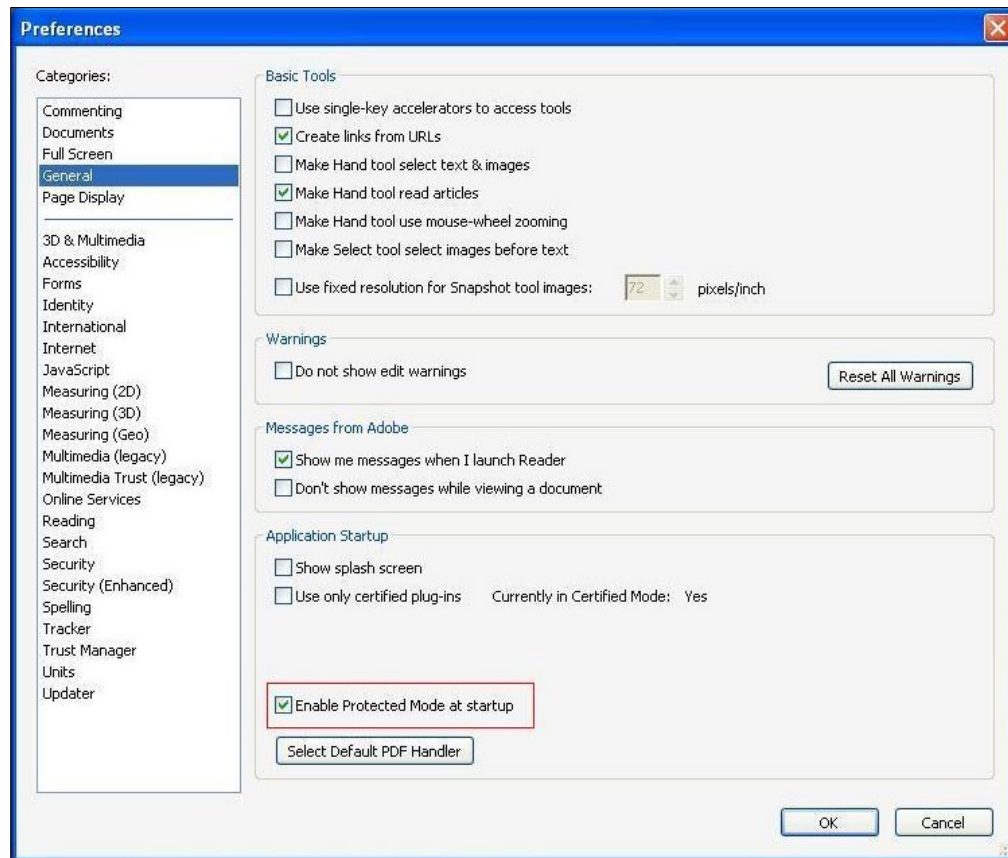 Preferences
Categories:
Commenting
Documents
Full Screen
General
Page Display
3D & Multimedia
Accessibility
Forms
Identity
International
Internet
JavaScript
Measuring (2D)
Measuring (3D)
Measuring (Geo)
Multimedia (legacy)
Multimedia Trust (legacy)
Online Services
Reading
Search
Security
Security (Enhanced)
Spelling
Tracker
Trust Manager
Units
Updater
Basic Tools
Use single-key accelerators to access tools
Create links from URLs
Make Hand tool select text & images
Make Hand tool read articles
Make Hand tool use mouse-wheel zooming
Make Select tool select images before text
Use fixed resolution for Snapshot tool images: 72 pixels/inch
Warnings
Do not show edit warnings Reset All Warnings
Messages from Adobe
Show me messages when I launch Reader
Don't show messages while viewing a document
Application Startup
Show splash screen
Use only certified plug-ins Currently in Certified Mode: Yes
Enable Protected Mode at startup
Select Default PDF Handler
OK Cancel